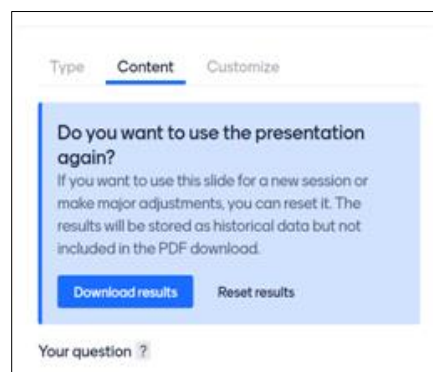 Type Content Customize
Do you want to use the presentation
again?
If you want to use this slide for a new session or
make major adjustments, you can reset it. The
results will be stored as historical data but not
included in the PDF download.
Download results Reset results
Your question ?